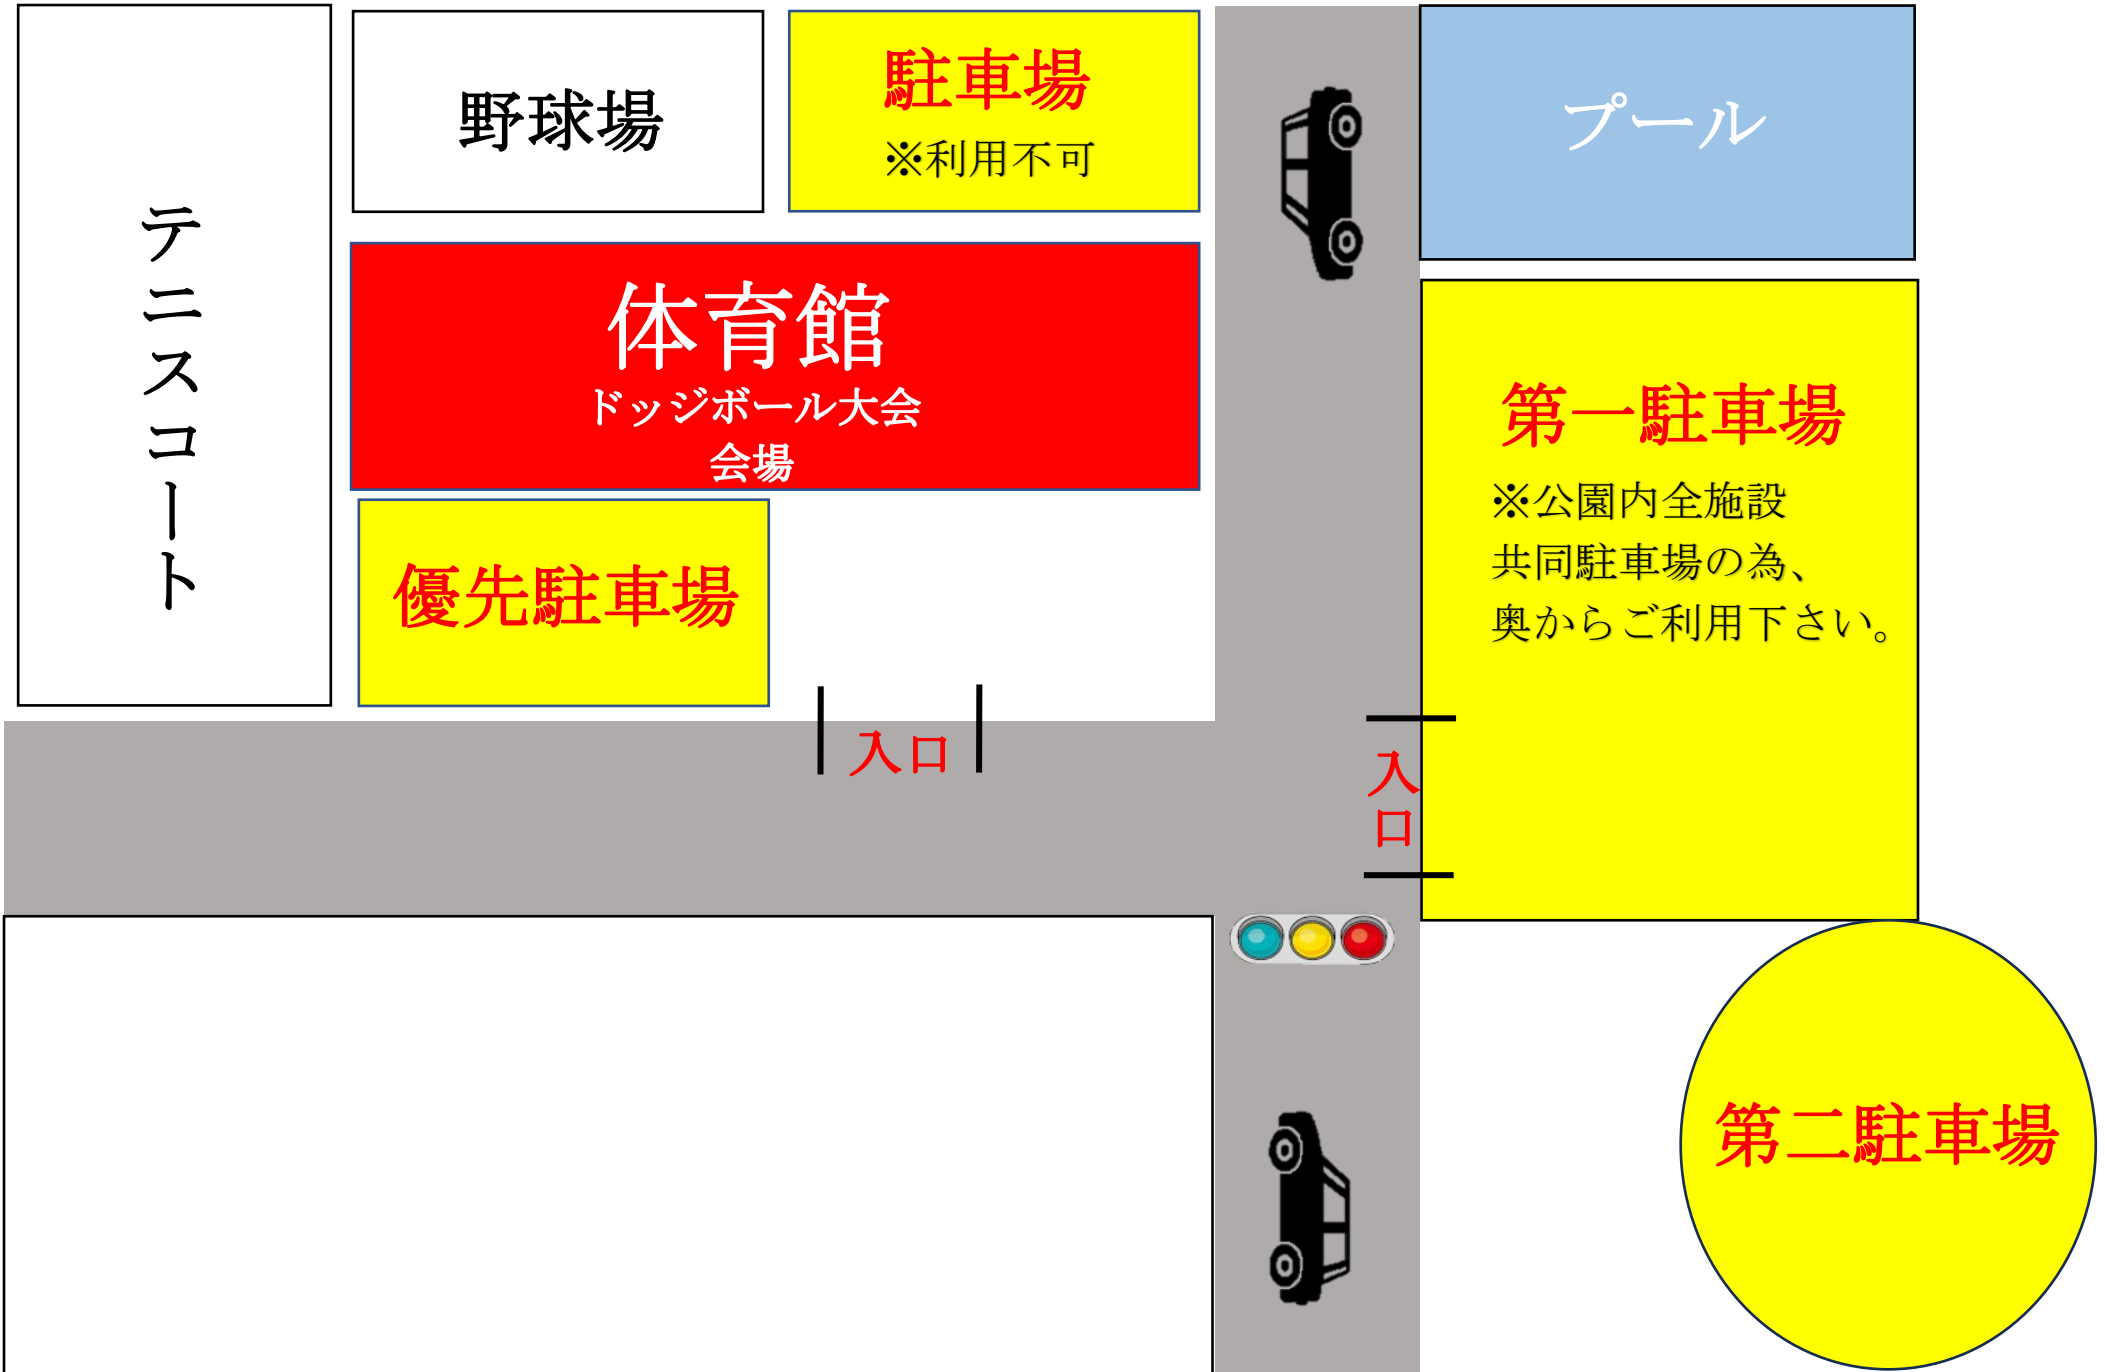 テニスコート
野球場
駐車場
※利用不可
プール
体育館
ドッジボール大会
会場
第一駐車場
※公園内全施設
共同駐車場の為、
奥からご利用下さい。
優先駐車場
入口
入口
第二駐車場